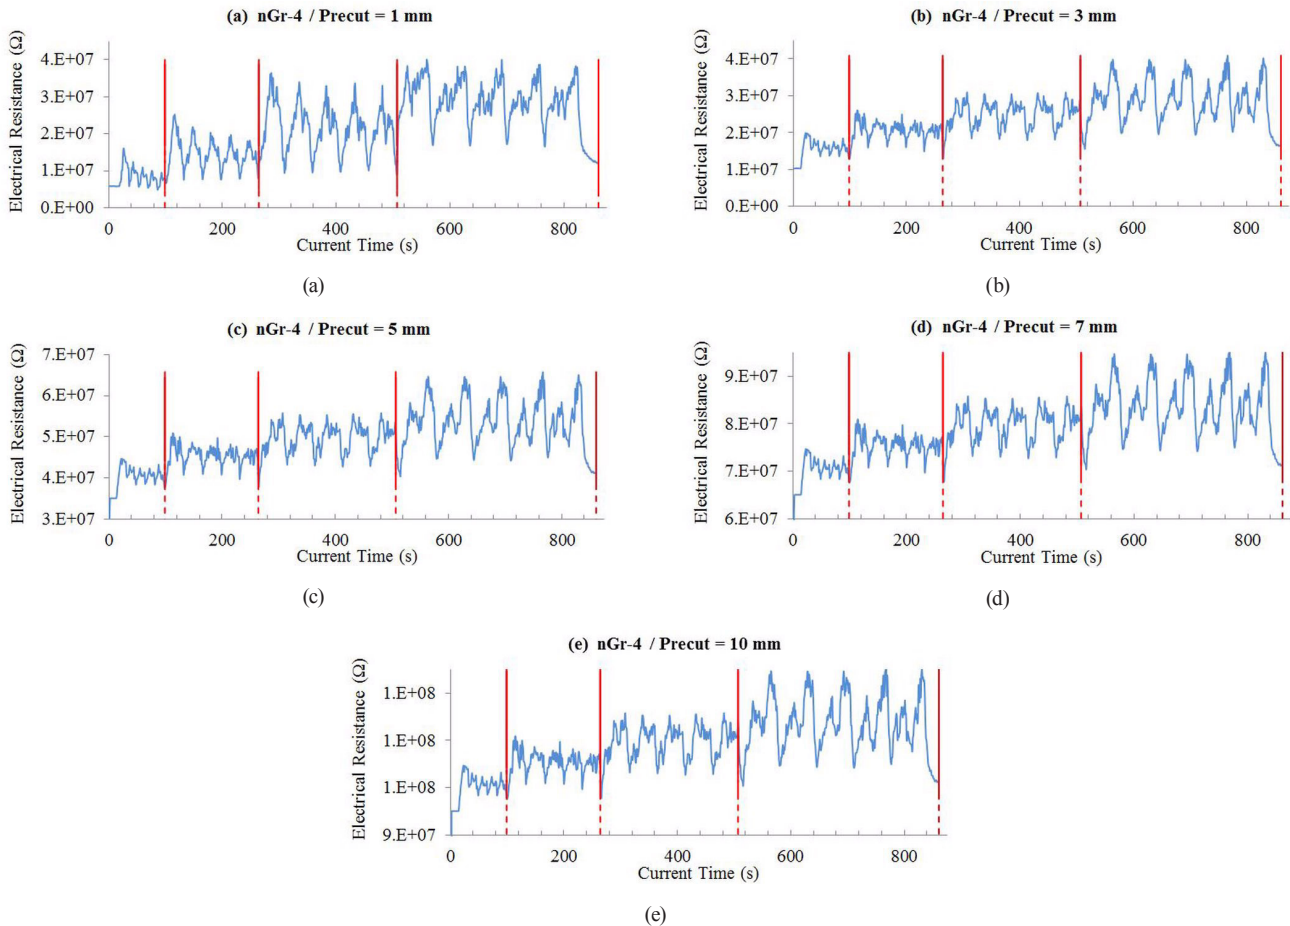 (a) nGr-4 / Precut = 1 mm
Electrical Resistance (Ω)
4.E+07
3.E+07
2.E+07
1.E+07
0.E+00
0 200 400 600 800
Current Time (s)
(a)
(b) nGr-4 / Precut = 3 mm
Electrical Resistance (Ω)
4.E+07
3.E+07
2.E+07
1.E+07
0.E+00
0 200 400 600 800
Current Time (s)
(b)
(c) nGr-4 / Precut = 5 mm
Electrical Resistance (Ω)
7.E+07
6.E+07
5.E+07
4.E+07
3.E+07
0 200 400 600 800
Current Time (s)
(c)
(d) nGr-4 / Precut = 7 mm
Electrical Resistance (Ω)
9.E+07
8.E+07
7.E+07
6.E+07
0 200 400 600 800
Current Time (s)
(d)
(e) nGr-4 / Precut = 10 mm
Electrical Resistance (Ω)
1.E+08
1.E+08
1.E+08
9.E+07
0 200 400 600 800
Current Time (s)
(e)